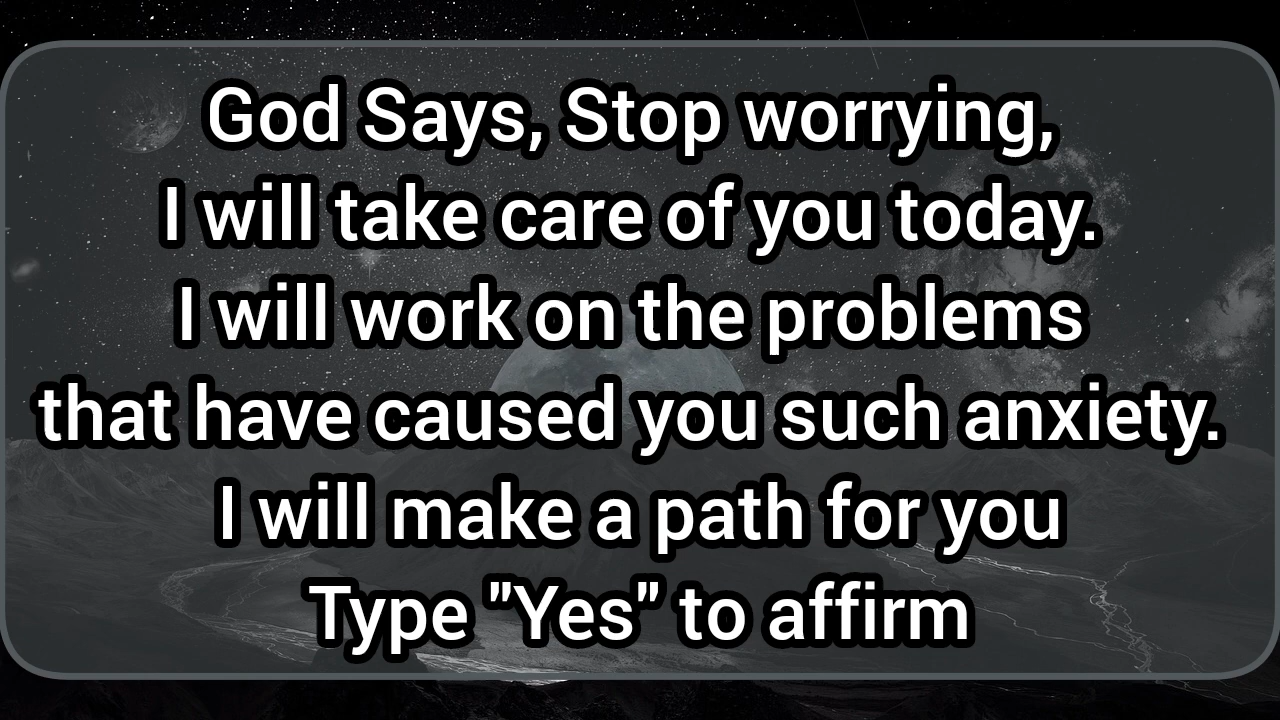 God Says, Stop worrying,
I will take care of you today.
I will work on the problems
that have caused you such anxiety.
I will make a path for you
Type "Yes" to affirm